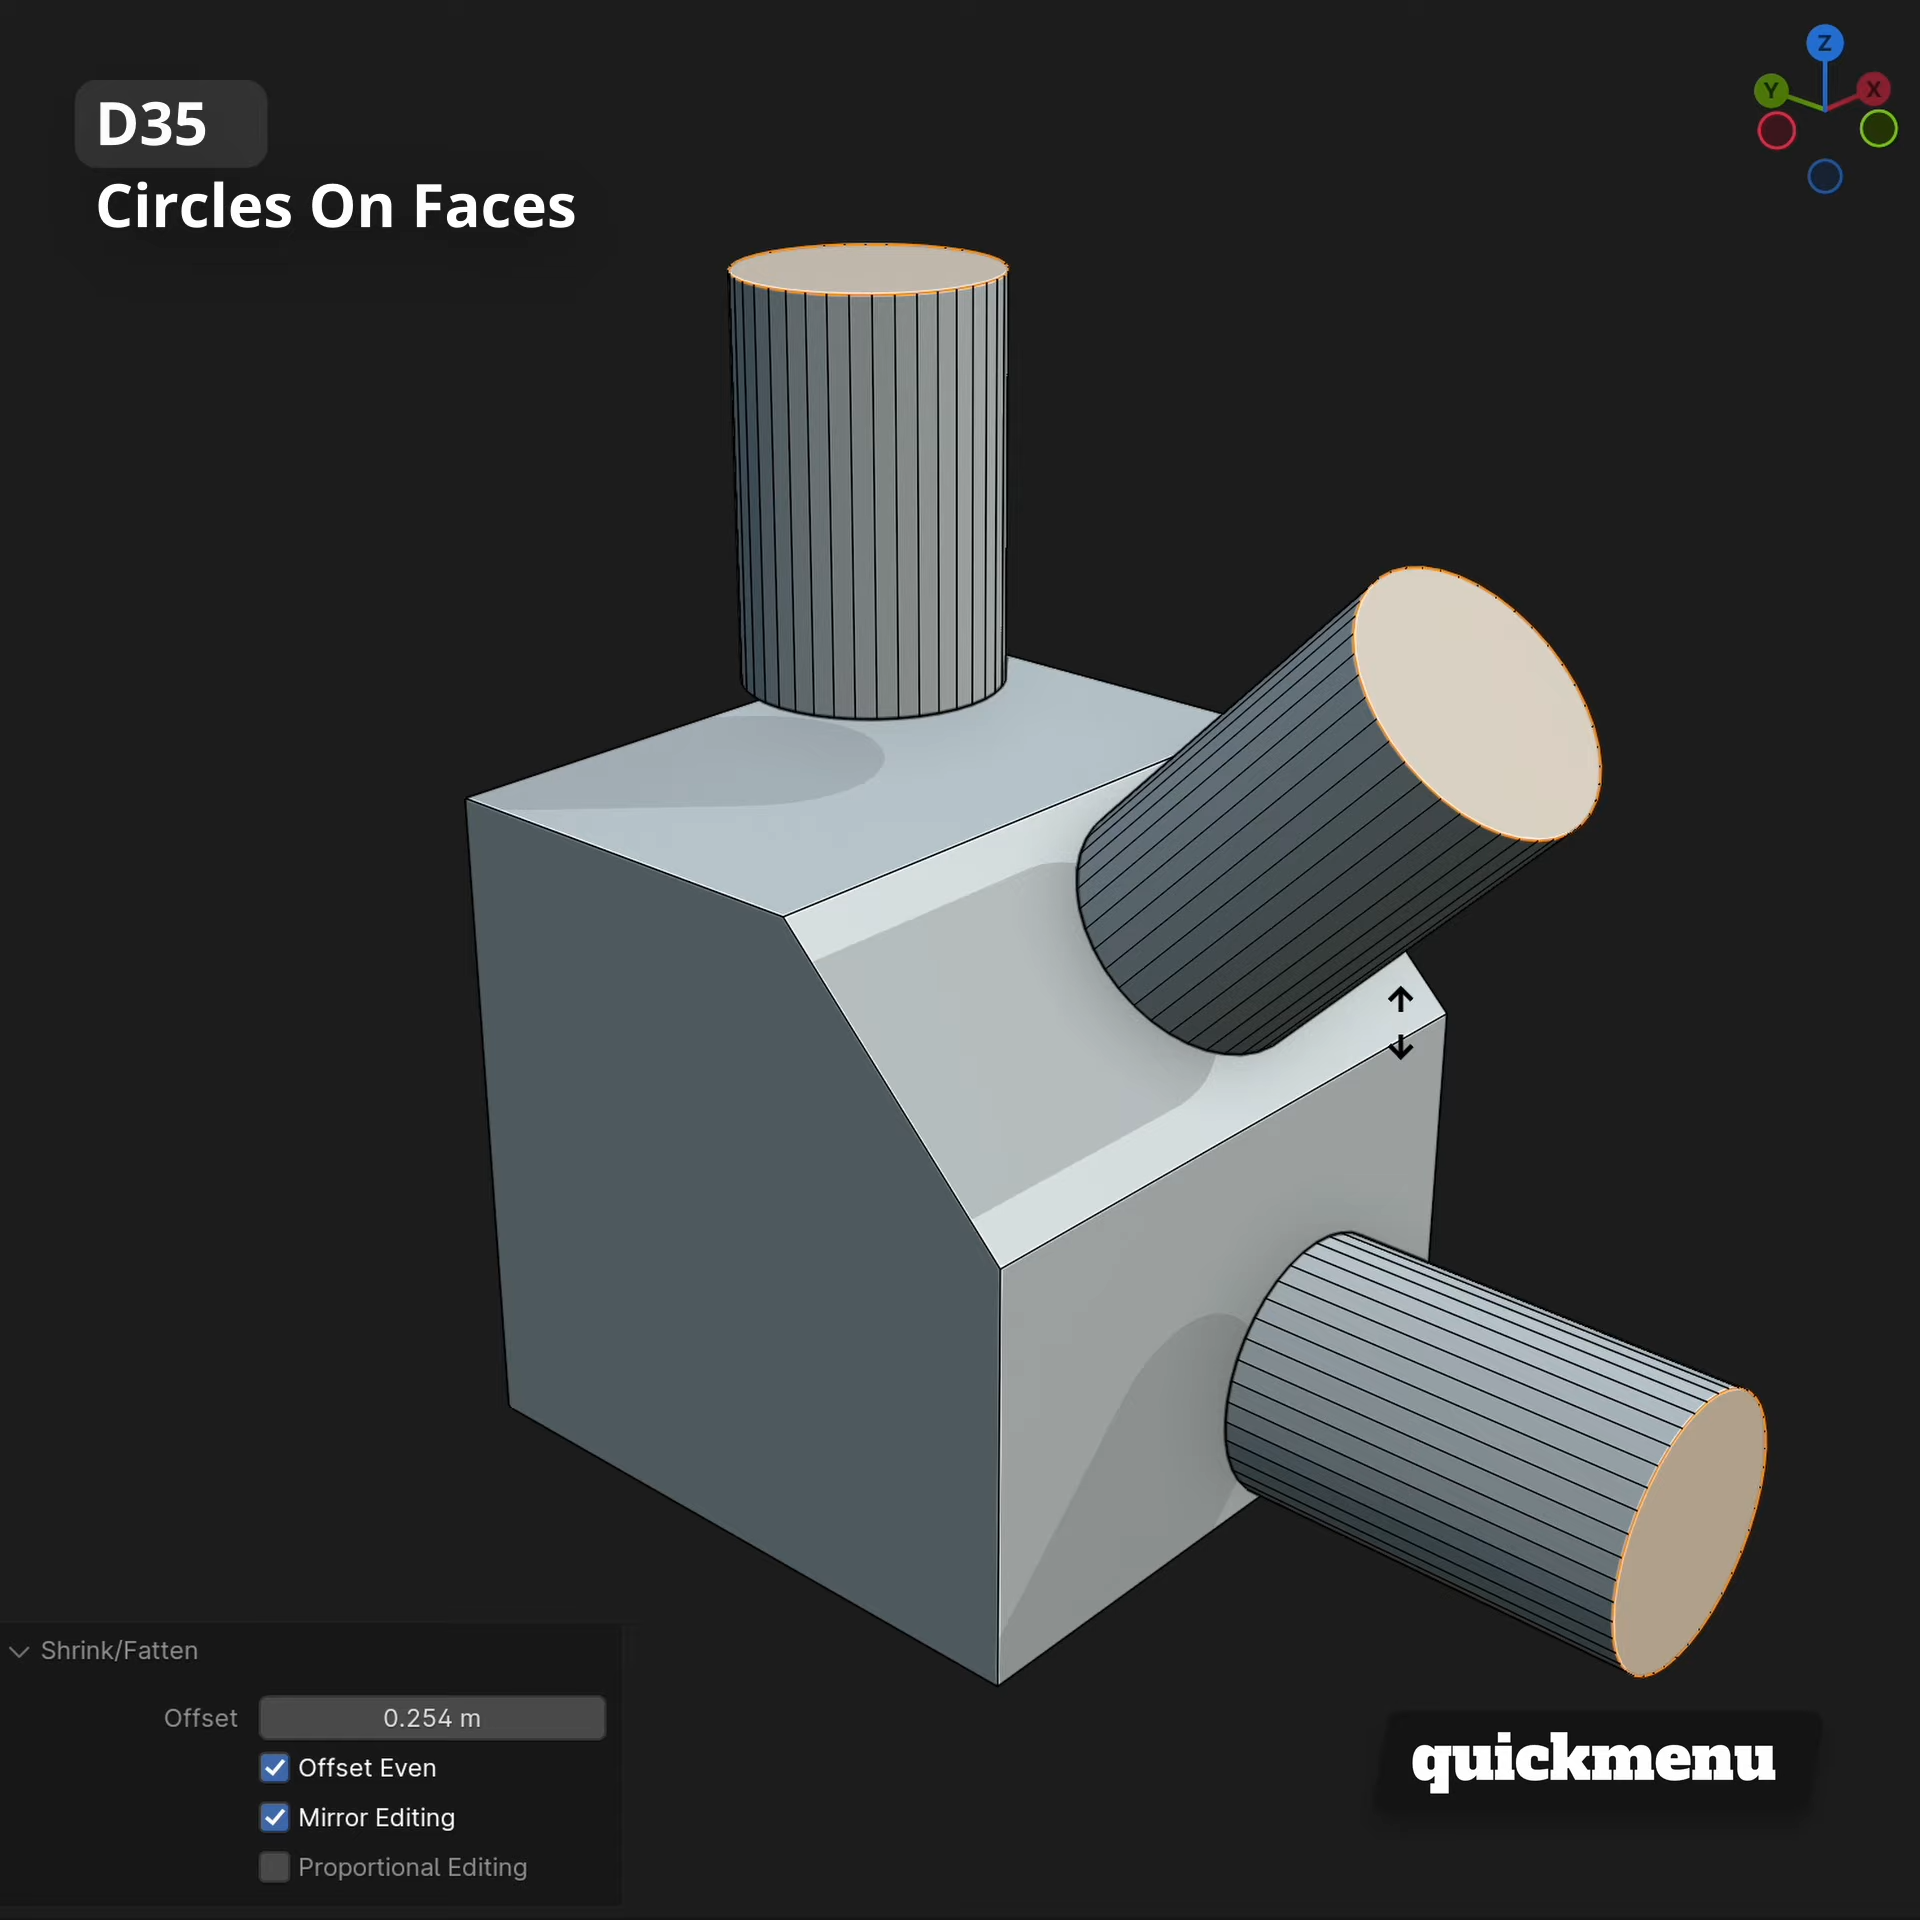 D35
Circles On Faces
Z
Y
X
Shrink/Fatten
Offset 0.254 m
Offset Even
Mirror Editing
Proportional Editing
quickmenu